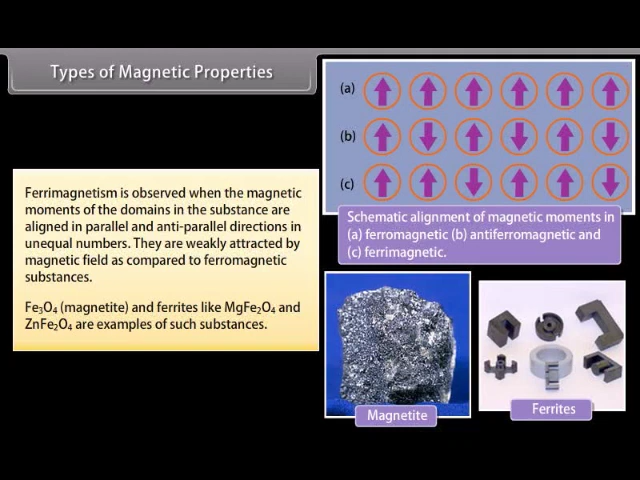 Types of Magnetic Properties
Ferrimagnetism is observed when the magnetic
moments of the domains in the substance are
aligned in parallel and anti-parallel directions in
unequal numbers. They are weakly attracted by
magnetic field as compared to ferromagnetic
substances.
Fe₃O₄ (magnetite) and ferrites like MgFe₂O₄ and
ZnFe₂O₄ are examples of such substances.
(a)
(b)
(c)
Schematic alignment of magnetic moments in
(a) ferromagnetic (b) antiferromagnetic and
(c) ferrimagnetic.
Magnetite
Ferrites